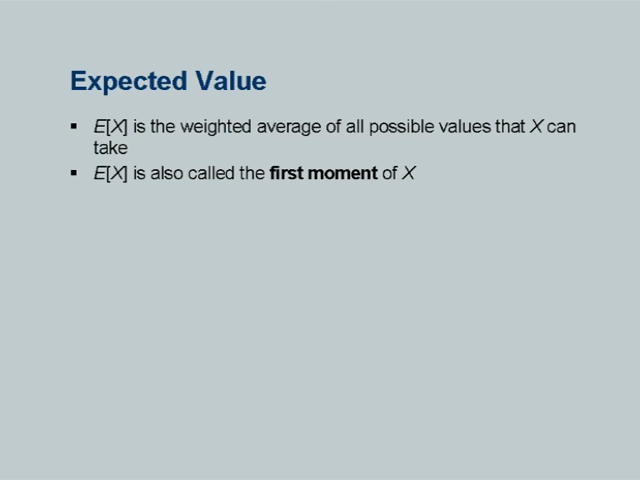 Expected Value
▪ E[X] is the weighted average of all possible values that X can
take
▪ E[X] is also called the first moment of X